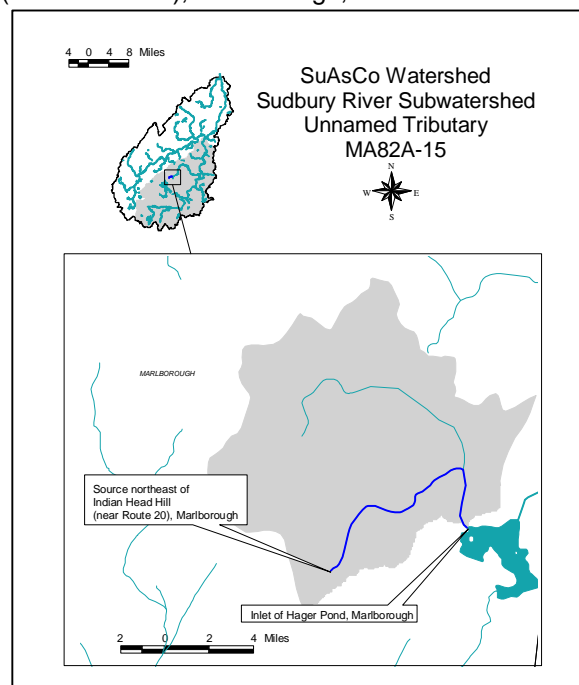 4 0 4 8 Miles
SuAsCo Watershed
Sudbury River Subwatershed
Unnamed Tributary
MA82A-15
N
W E
S
MARLBOROUGH
Source northeast of
Indian Head Hill
(near Route 20), Marlborough
Inlet of Hager Pond, Marlborough
2 0 2 4 Miles